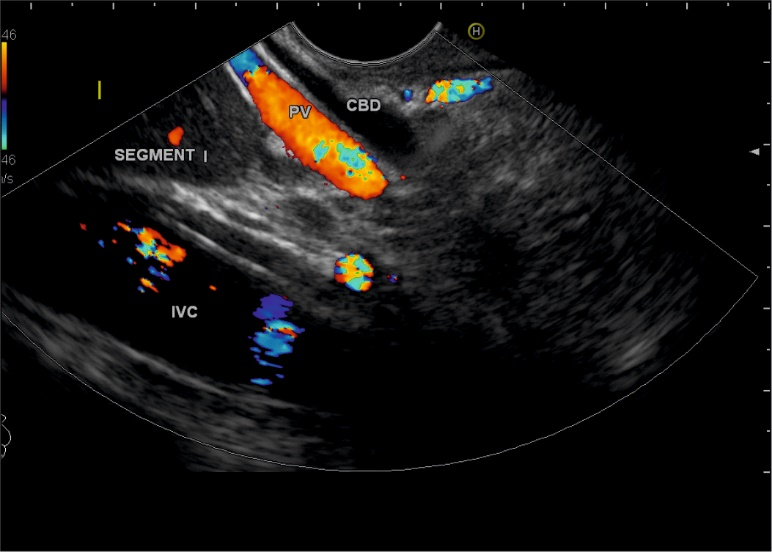 46
H
PV
CBD
46
SEGMENT I
IVC